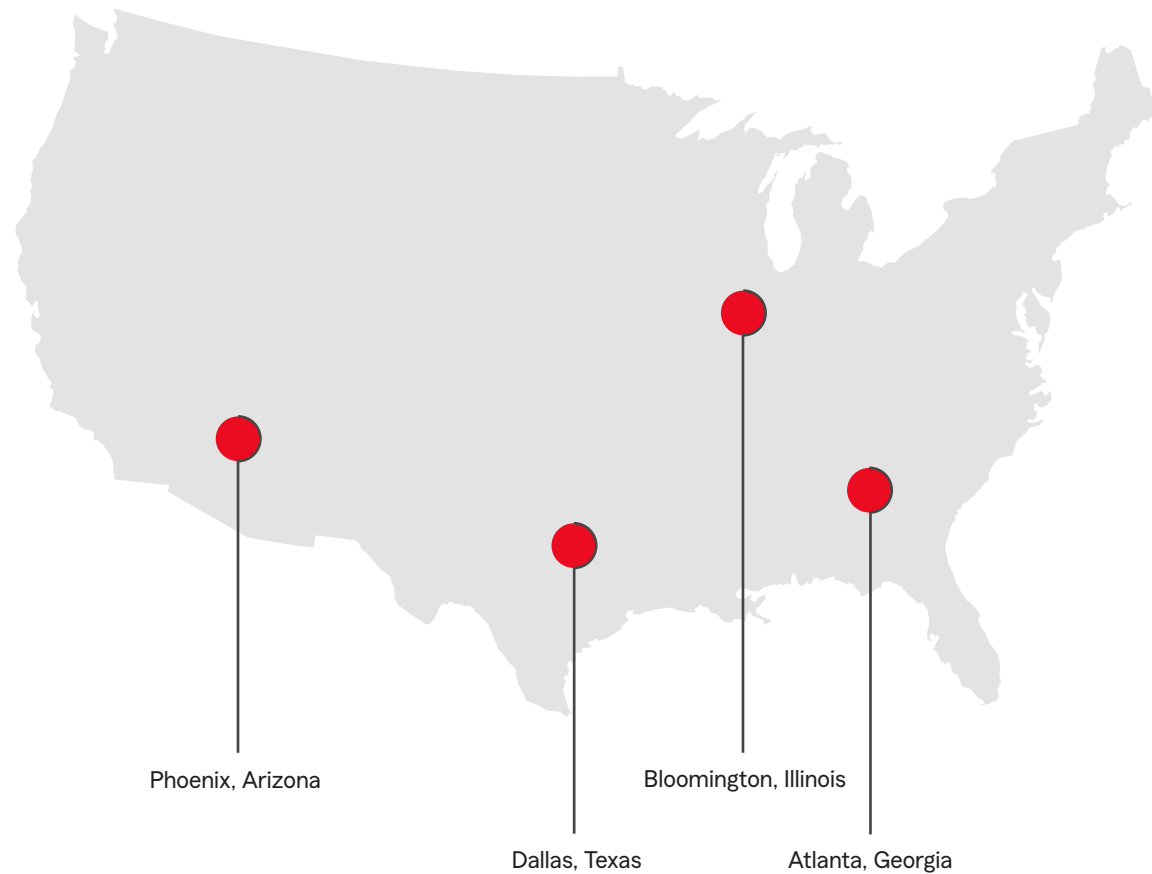 Phoenix, Arizona
Bloomington, Illinois
Dallas, Texas
Atlanta, Georgia